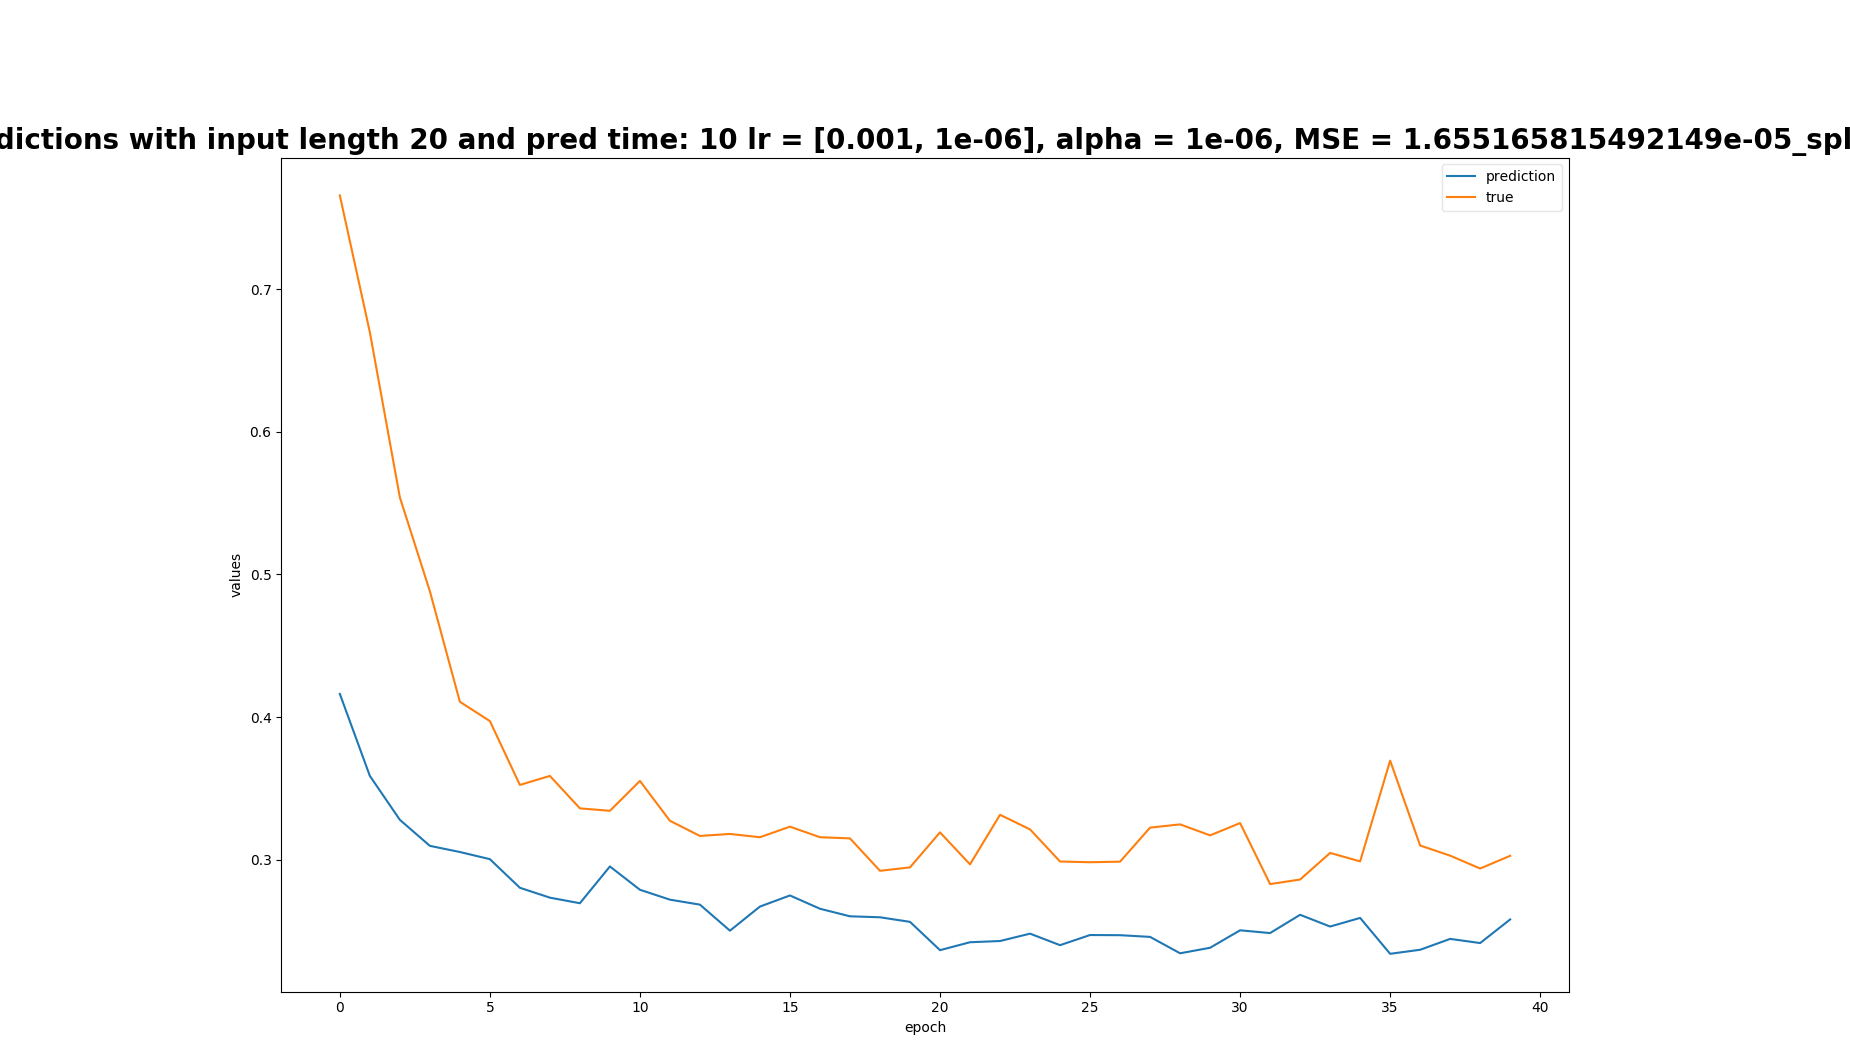 with input length 20 and pred time: 10 lr = [0.001, 1e-06], alpha = 1e-06, MSE = 1.655165815492149e-05
prediction
true
values
0.7
0.6
0.5
0.4
0.3
0 5 10 15 20 25 30 35 40
epoch